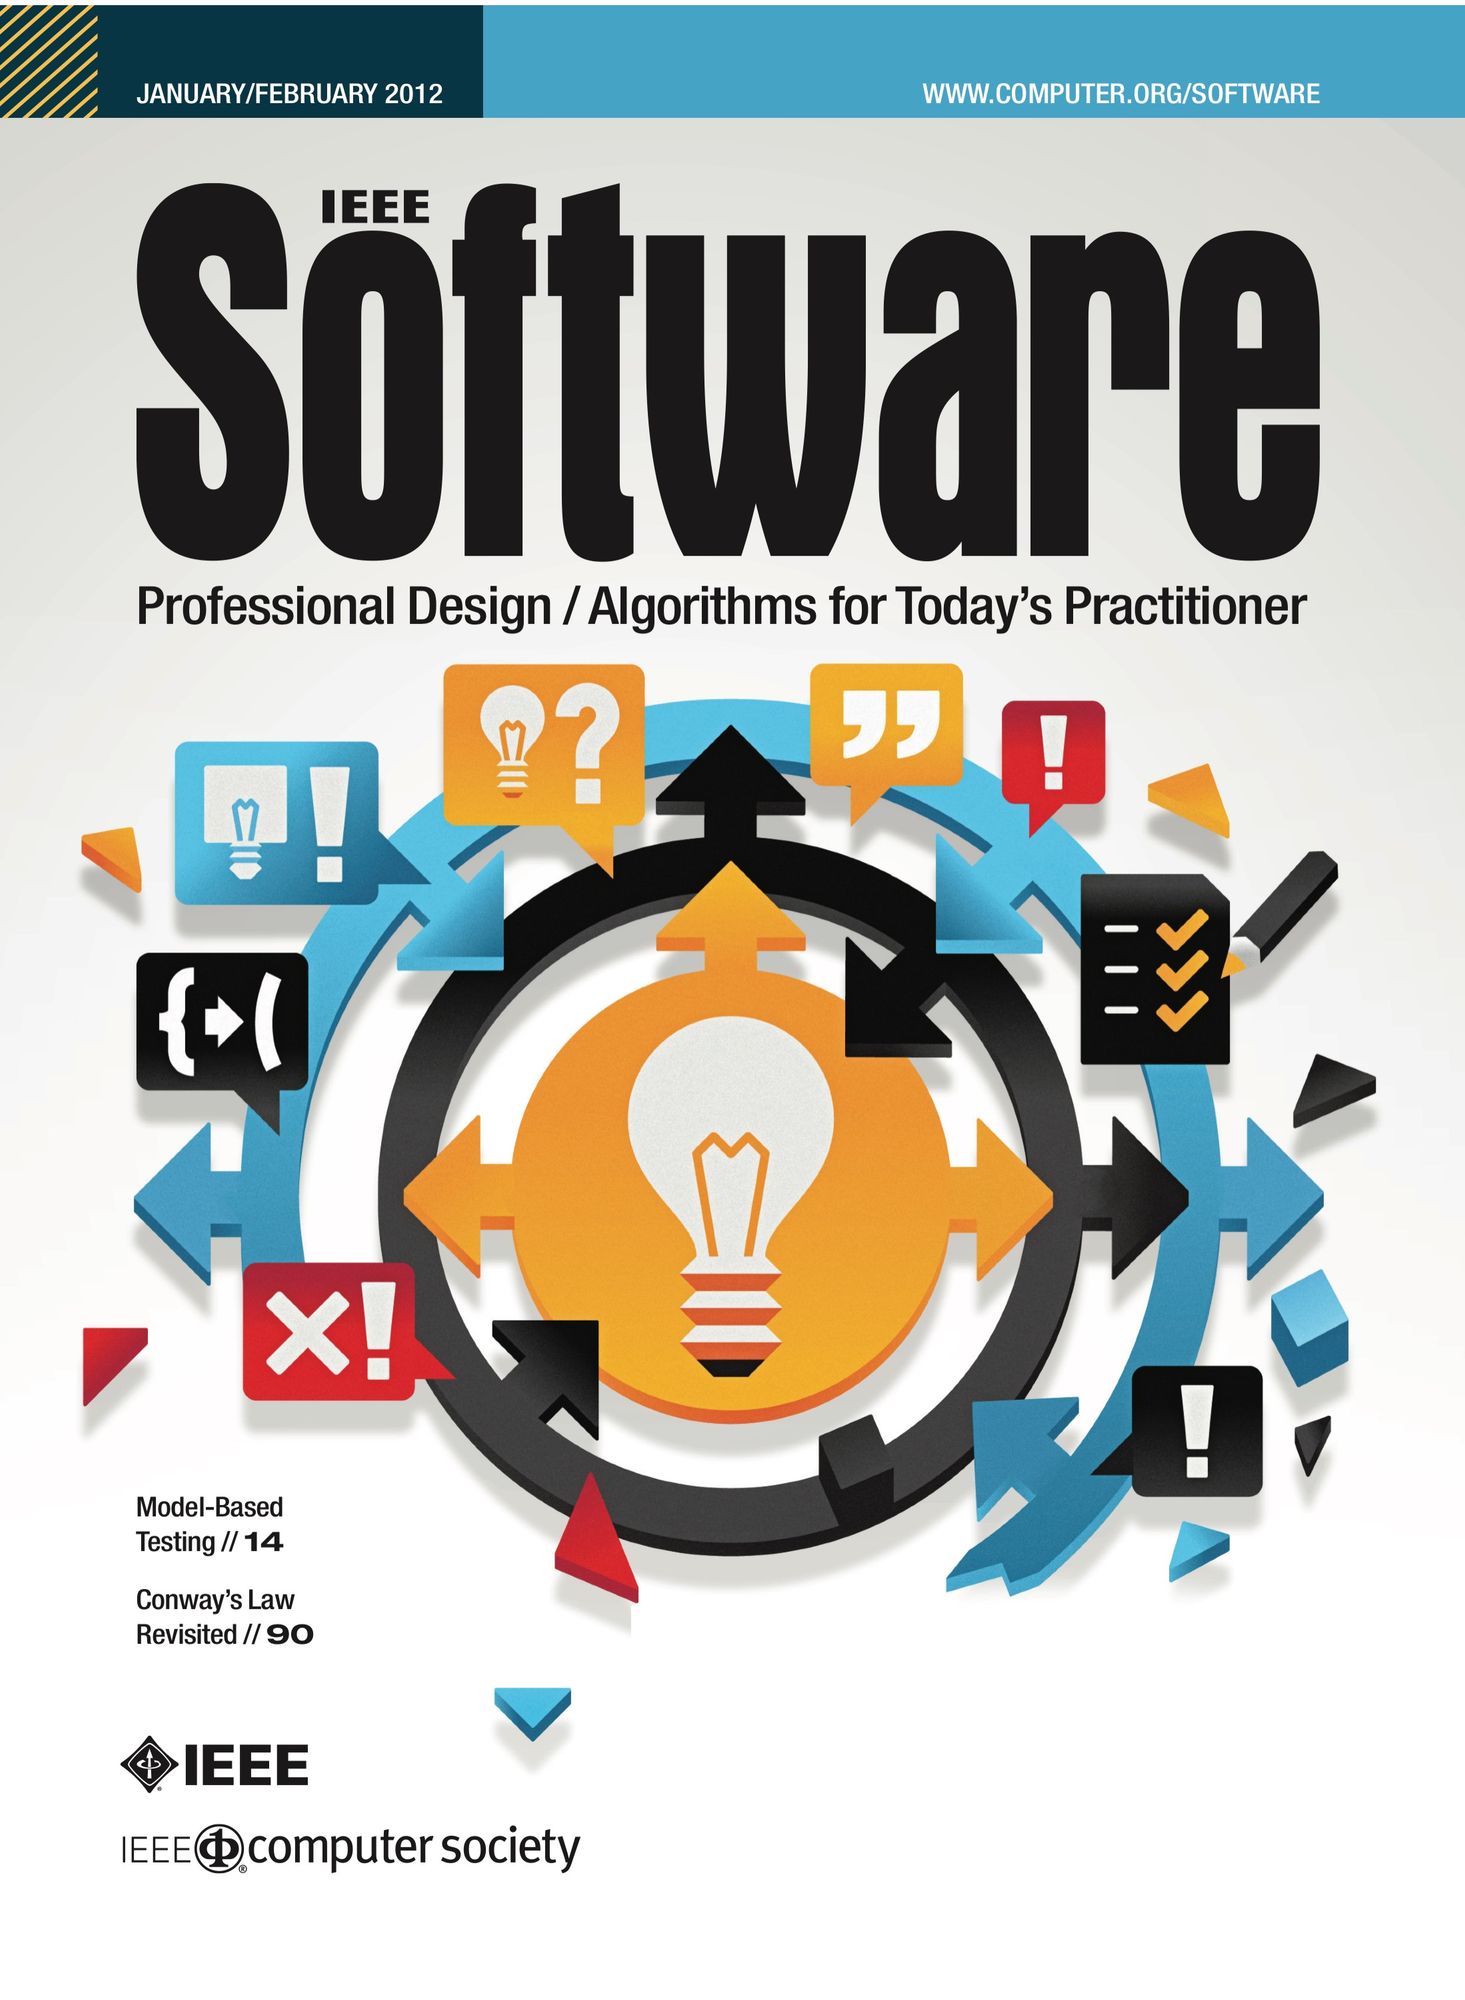 JANUARY/FEBRUARY 2012
WWW.COMPUTER.ORG/SOFTWARE
IEEE
Software
Professional Design / Algorithms for Today’s Practitioner
?
”
!
!
{→(
×!
!
Model-Based
Testing // 14
Conway’s Law
Revisited // 90
IEEE
IEEE computer society